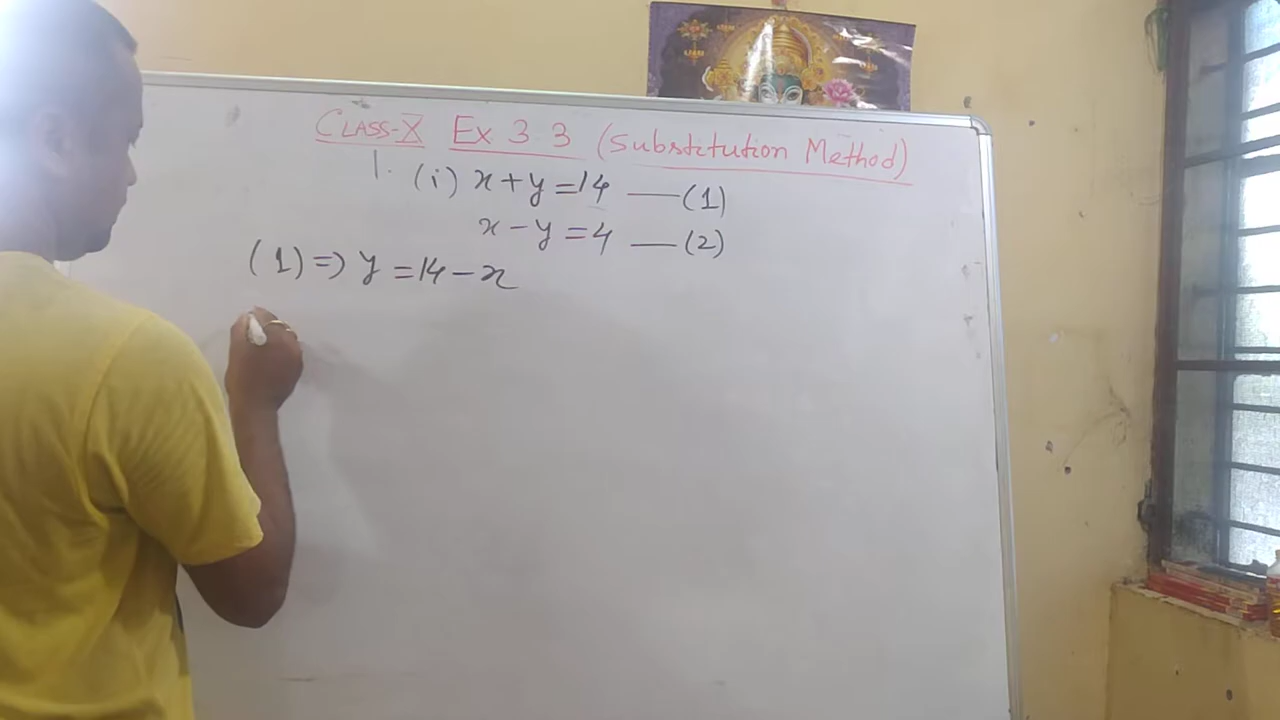 CLASS-X Ex 3 3 (Substitution Method)
1. (i) x + y = 14 —— (1)
x - y = 4 —— (2)
(1) => y = 14 - x